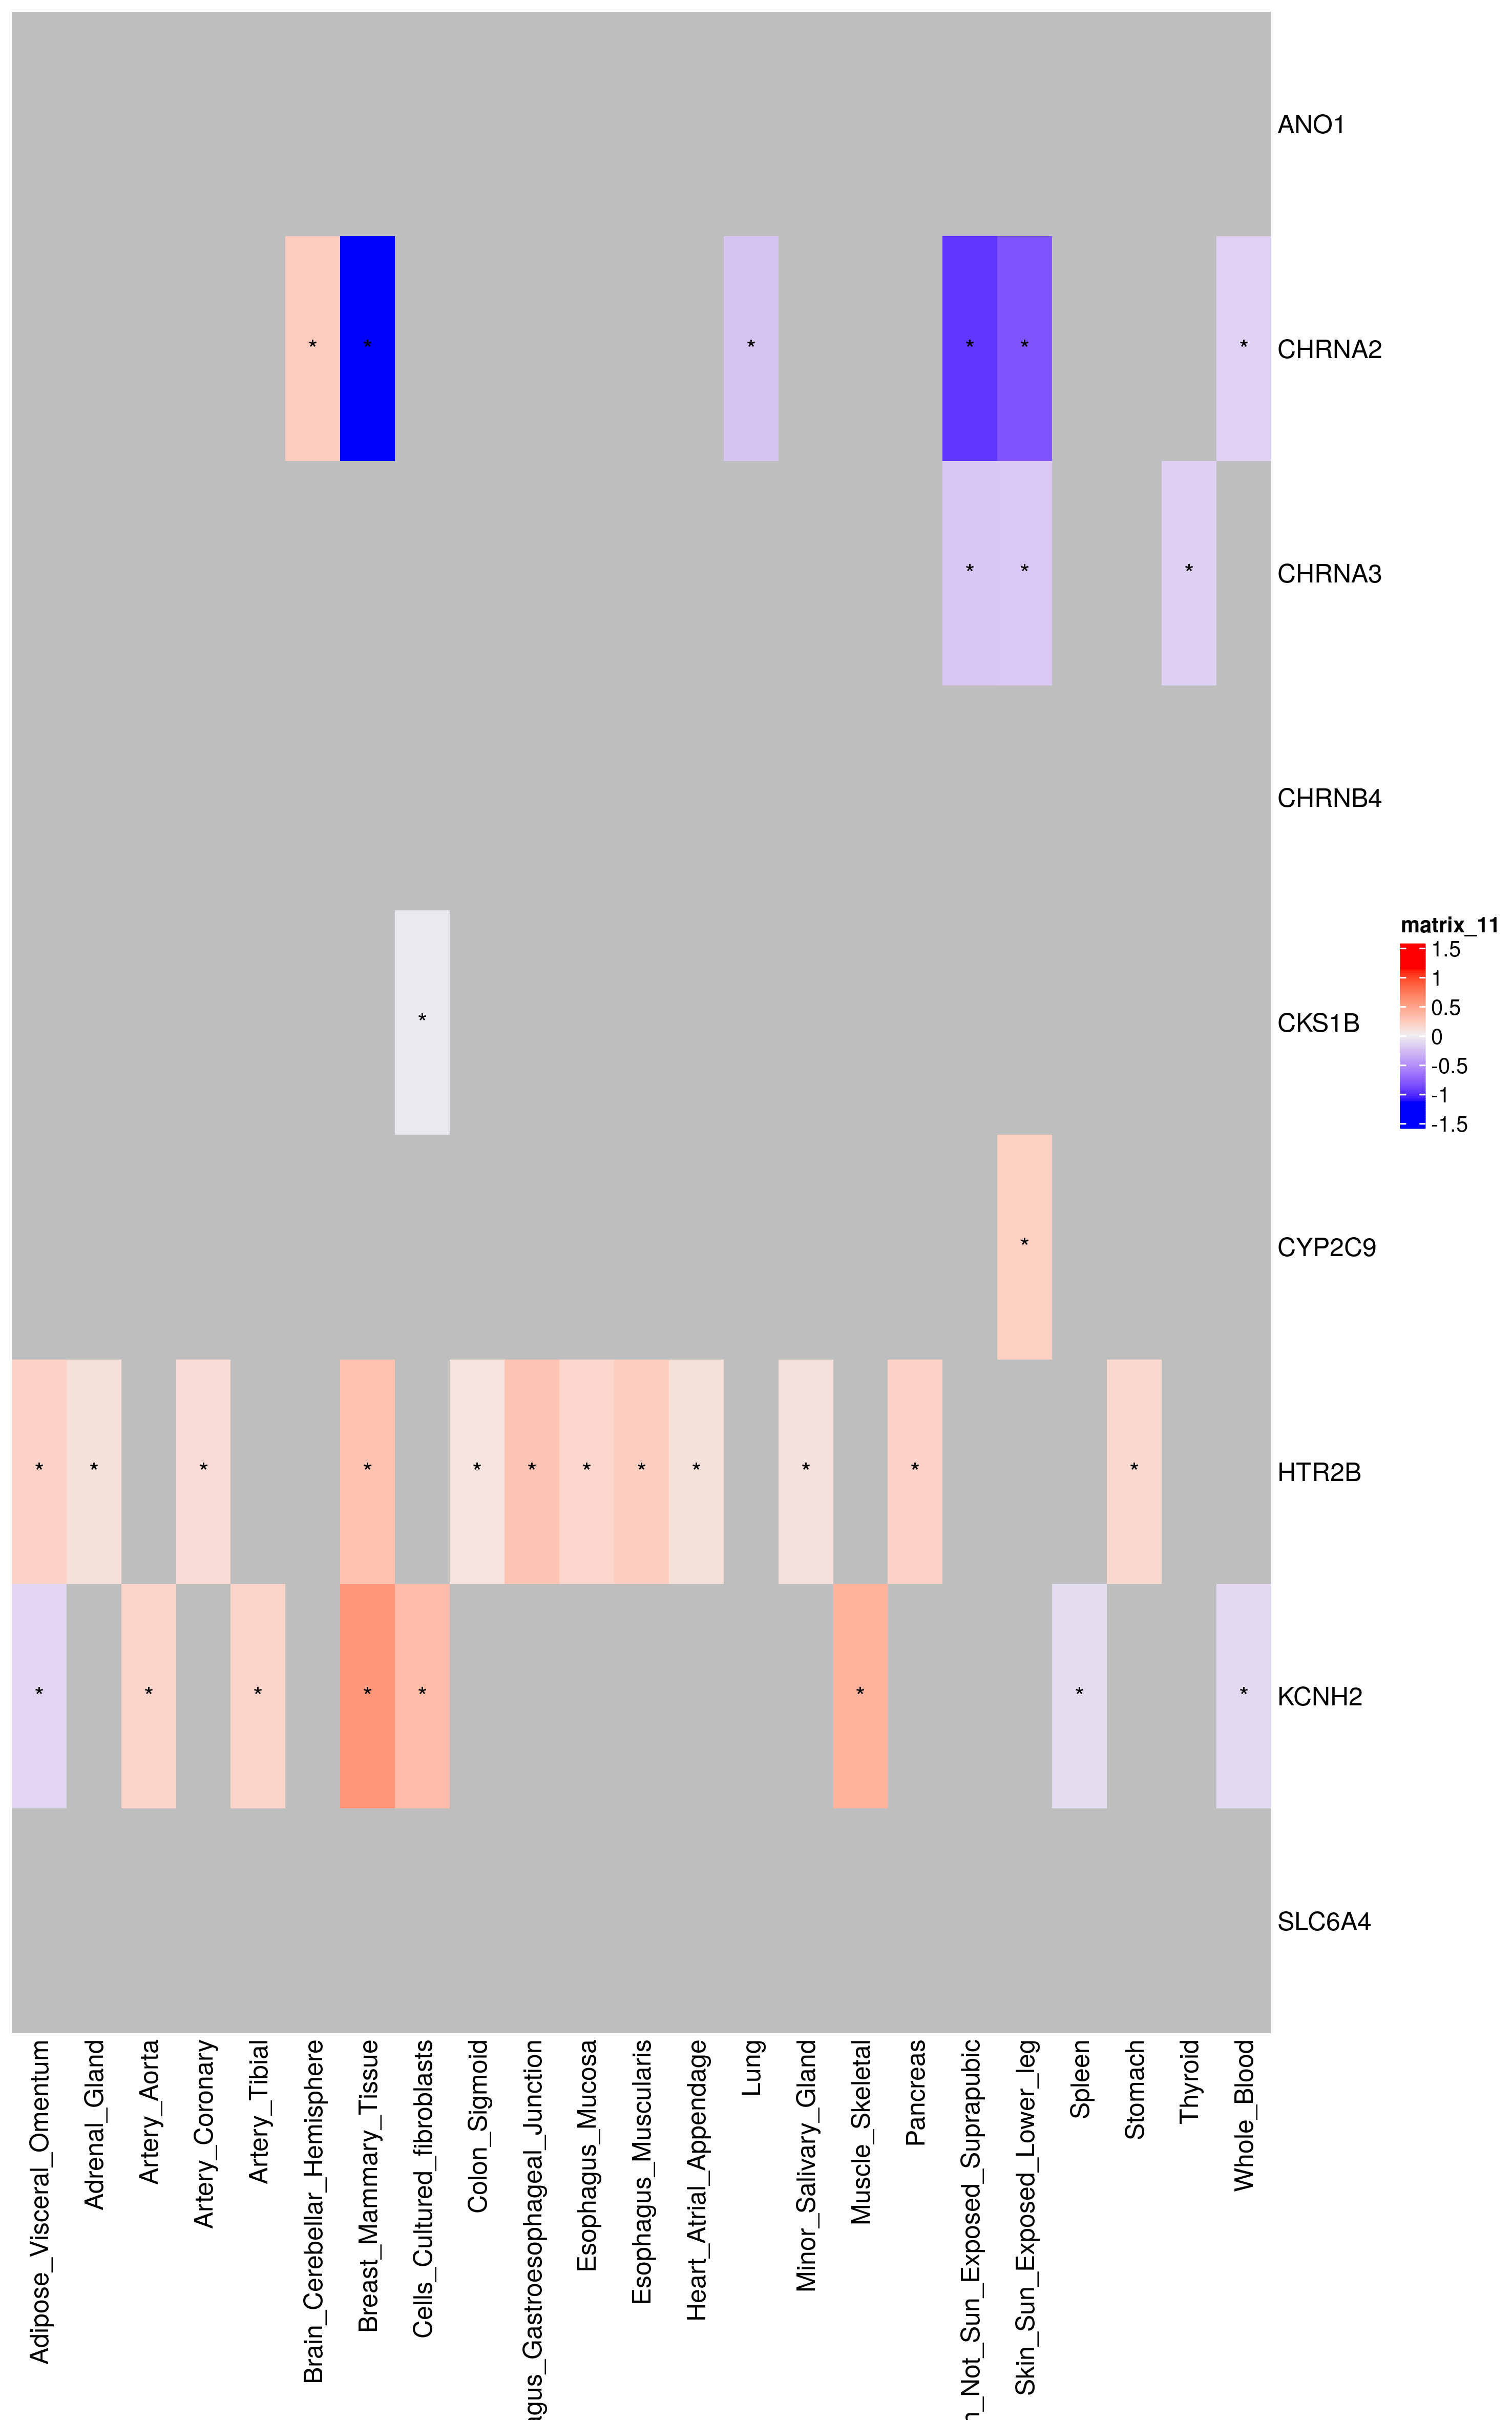 ANO1
* * * * * *
CHRNA2
* * *
CHRNA3
CHRNB4
*
CKS1B
*
CYP2C9
* * * * * * * * * * * *
HTR2B
* * * * * * * *
KCNH2
SLC6A4
matrix_11
1.5
1
0.5
0
-0.5
-1
-1.5
Adipose_Visceral_Omentum
Adrenal_Gland
Artery_Aorta
Artery_Coronary
Artery_Tibial
Brain_Cerebellar_Hemisphere
Breast_Mammary_Tissue
Cells_Cultured_fibroblasts
Colon_Sigmoid
agus_Gastroesophageal_Junction
Esophagus_Mucosa
Esophagus_Muscularis
Heart_Atrial_Appendage
Lung
Minor_Salivary_Gland
Muscle_Skeletal
Pancreas
n_Not_Sun_Exposed_Suprapubic
Skin_Sun_Exposed_Lower_leg
Spleen
Stomach
Thyroid
Whole_Blood